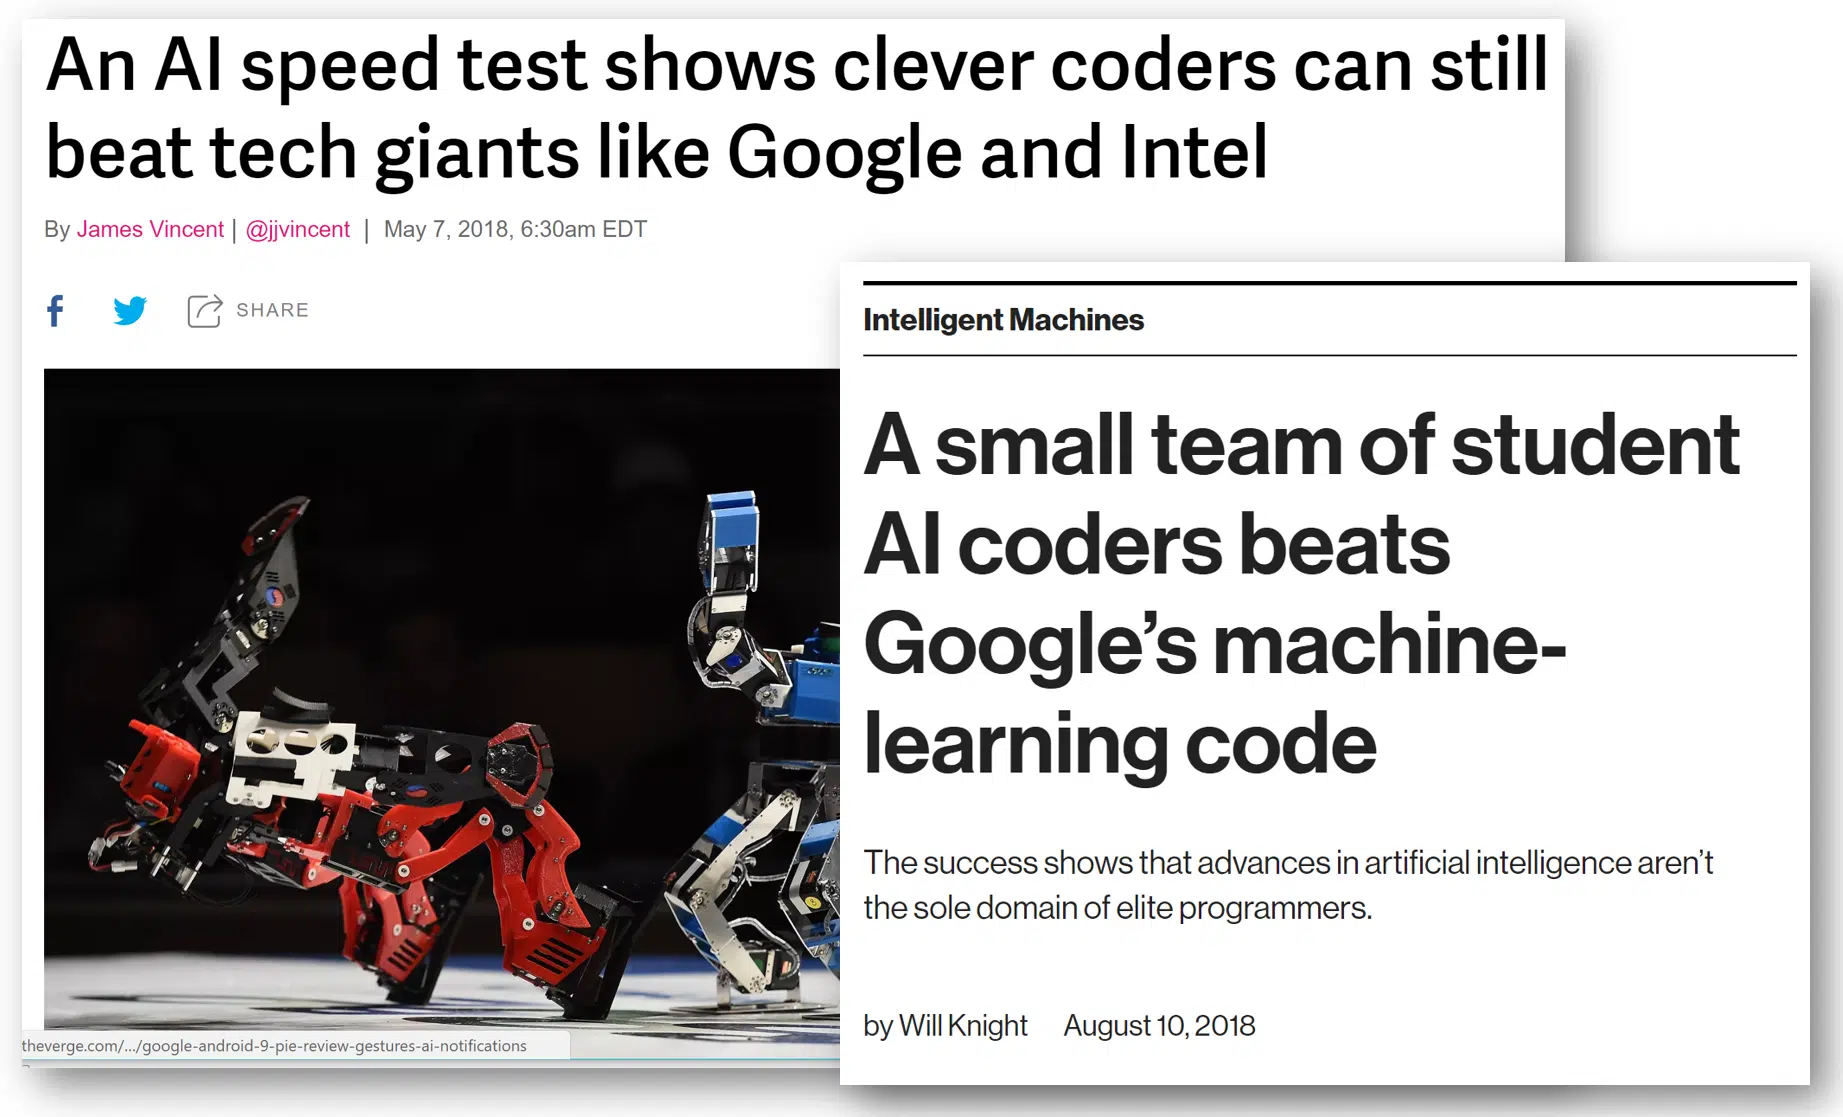 An AI speed test shows clever coders can still
beat tech giants like Google and Intel
By James Vincent | @jjvincent | May 7, 2018, 6:30am EDT
SHARE
theverge.com/.../google-android-9-pie-review-gestures-ai-notifications
Intelligent Machines
A small team of student
AI coders beats
Google’s machine-
learning code
The success shows that advances in artificial intelligence aren’t
the sole domain of elite programmers.
by Will Knight August 10, 2018